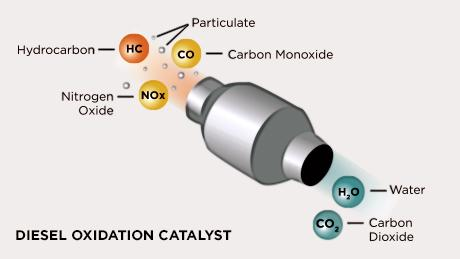 Particulate
Hydrocarbon
HC
CO
Carbon Monoxide
Nitrogen
Oxide
NOx
H₂O
Water
CO₂
Carbon
Dioxide
DIESEL OXIDATION CATALYST